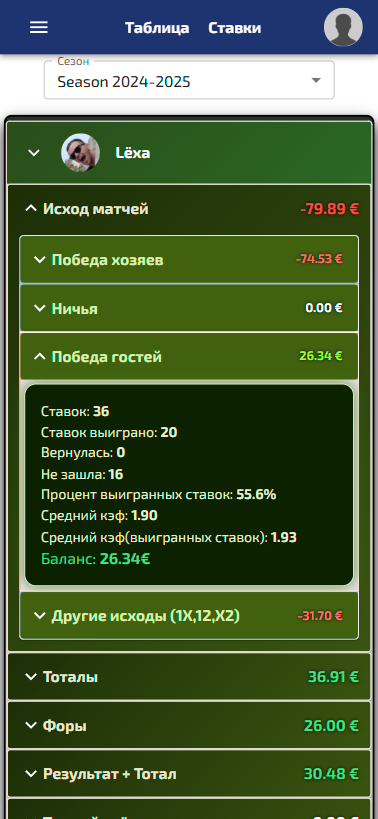 Таблица Ставки
Сезон
Season 2024-2025
Lёxa
Исход матчей -79.89 €
Победа хозяев -74.53 €
Ничья 0.00 €
Победа гостей 26.34 €
Ставок: 36
Ставок выиграно: 20
Вернулась: 0
Не зашла: 16
Процент выигранных ставок: 55.6%
Средний кэф: 1.90
Средний кэф(выигранных ставок): 1.93
Баланс: 26.34€
Другие исходы (1X,12,X2) -31.70 €
Тоталы 36.91 €
Форы 26.00 €
Результат + Тотал 30.48 €